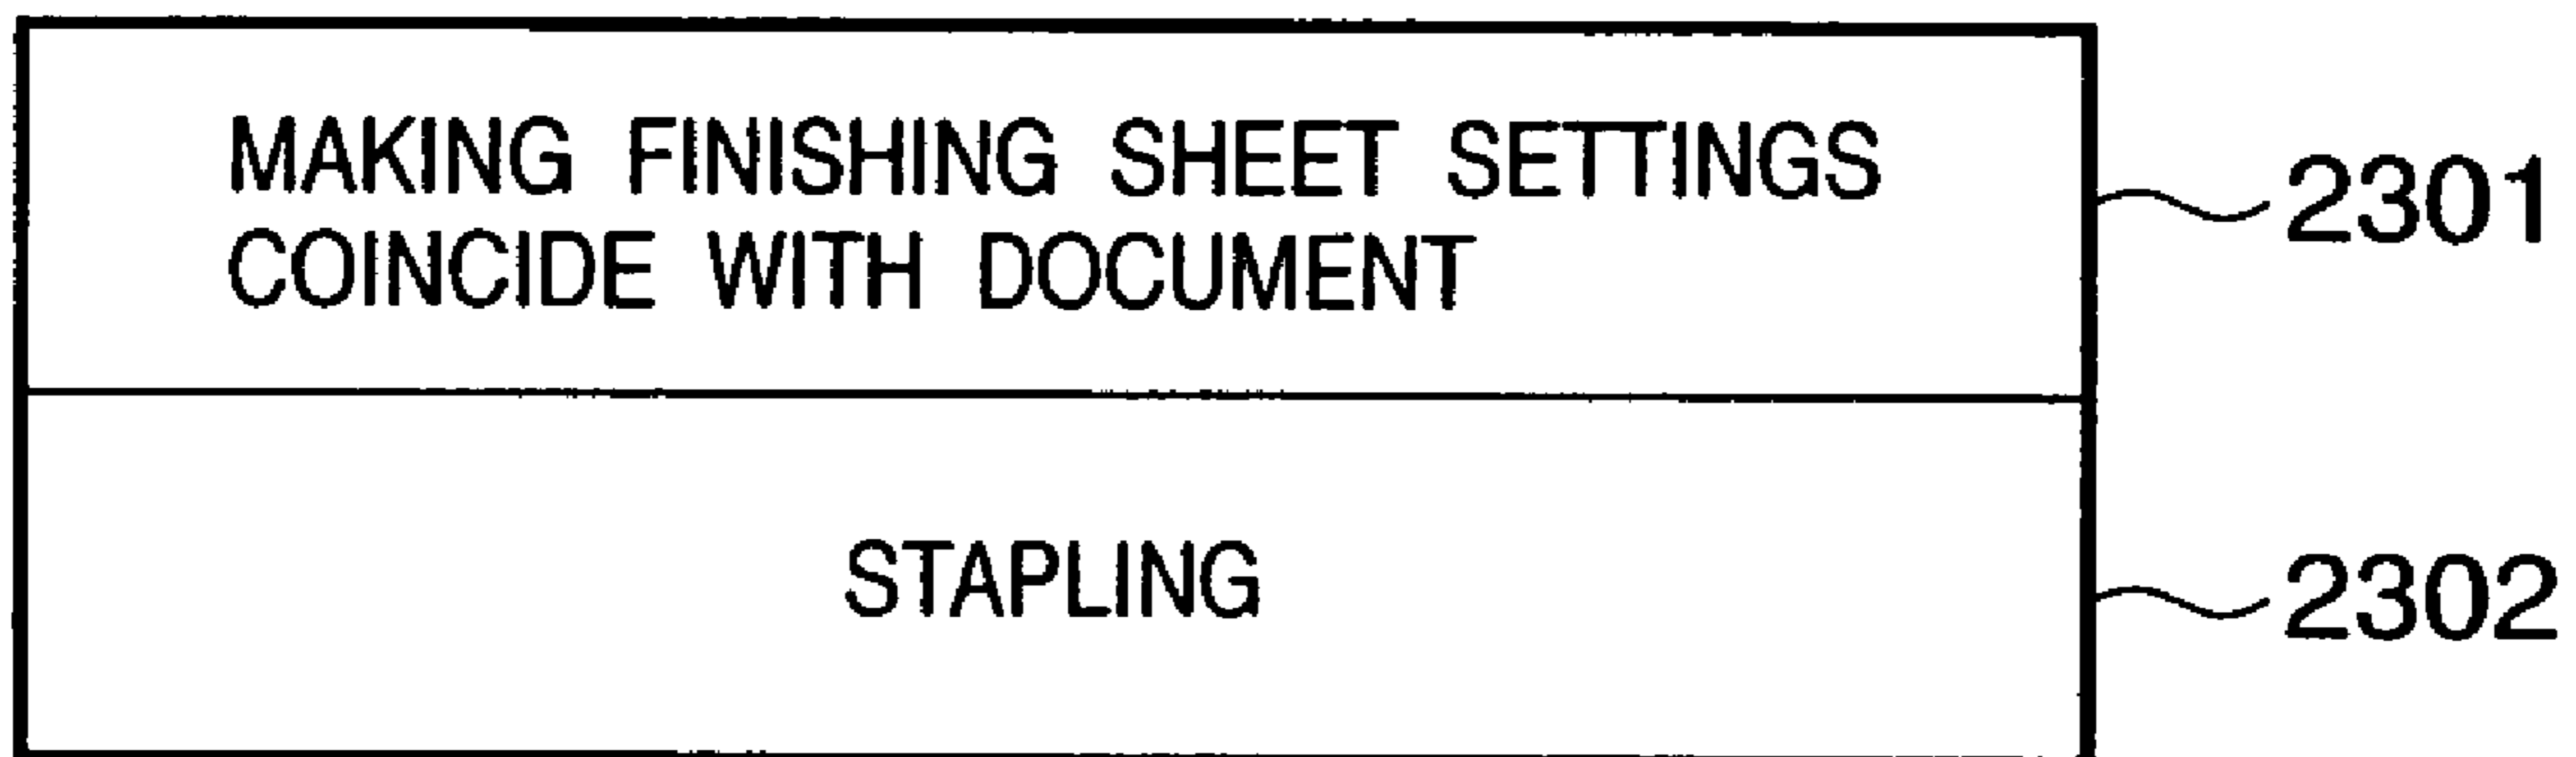 MAKING FINISHING SHEET SETTINGS
COINCIDE WITH DOCUMENT
2301
STAPLING
2302